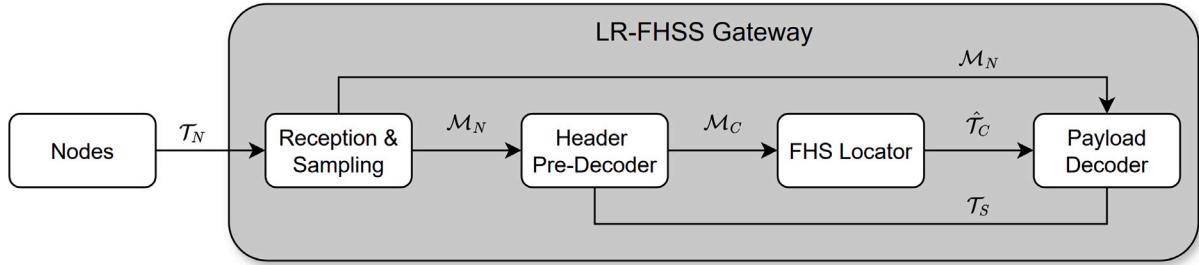 LR-FHSS Gateway
𝓜_N
Nodes
𝓣_N
Reception &
Sampling
𝓜_N
Header
Pre-Decoder
𝓜_C
FHS Locator
𝓣̂_C
Payload
Decoder
𝓣_S